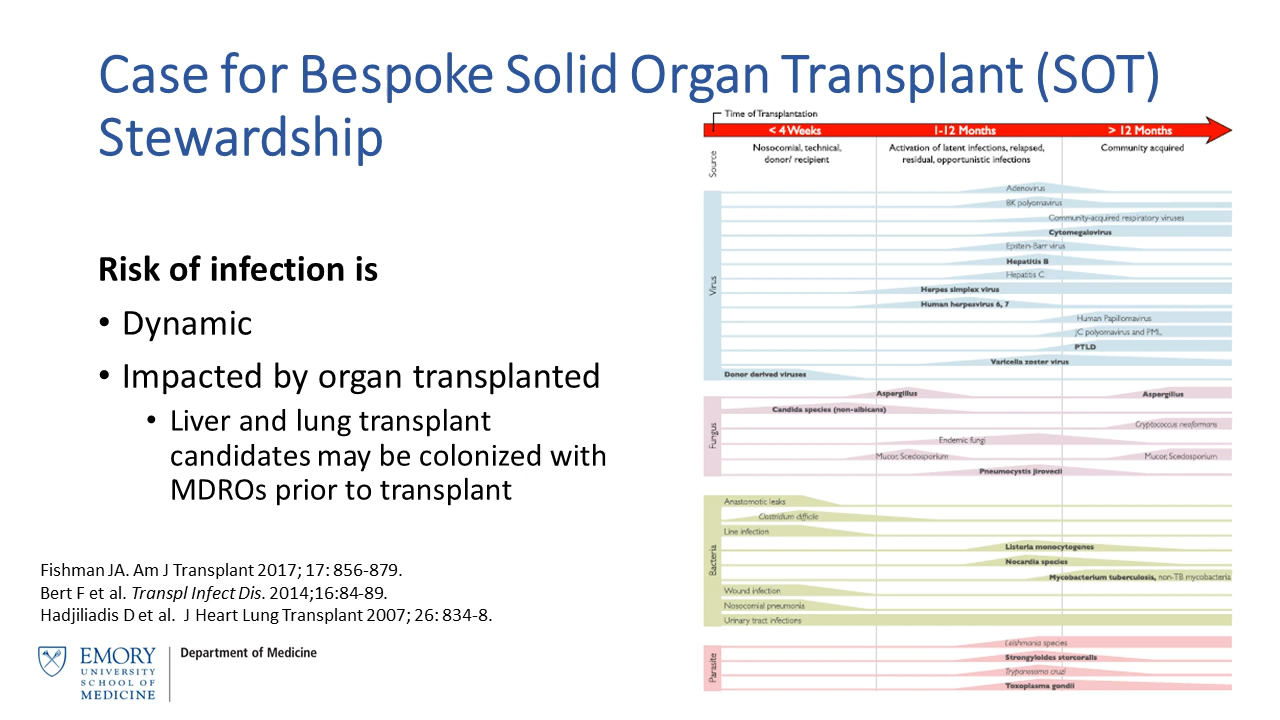 Case for Bespoke Solid Organ Transplant (SOT)
Stewardship
Risk of infection is
• Dynamic
• Impacted by organ transplanted
• Liver and lung transplant
candidates may be colonized with
MDROs prior to transplant
Fishman JA. Am J Transplant 2017; 17: 856-879.
Bert F et al. Transpl Infect Dis. 2014;16:84-89.
Hadjiliadis D et al. J Heart Lung Transplant 2007; 26: 834-8.
EMORY
UNIVERSITY
SCHOOL OF
MEDICINE
Department of Medicine
Time of Transplantation
< 4 Weeks
1-12 Months
> 12 Months
Source
Nosocomial, technical,
donor/ recipient
Activation of latent infections, relapsed,
residual, opportunistic infections
Community acquired
Virus
Adenovirus
BK polyomavirus
Community-acquired respiratory viruses
Cytomegalovirus
Epstein-Barr virus
Hepatitis B
Hepatitis C
Herpes simplex virus
Human herpesvirus 6, 7
Human Papillomavirus
JC polyomavirus and PML
PTLD
Varicella zoster virus
Donor derived viruses
Fungus
Aspergillus
Aspergillus
Candida species (non-albicans)
Cryptococcus neoformans
Endemic fungi
Mucor, Scedosporium
Mucor, Scedosporium
Pneumocystis jirovecii
Bacteria
Anastomotic leaks
Clostridium difficile
Line infection
Listeria monocytogenes
Nocardia species
Mycobacterium tuberculosis, non-TB mycobacteria
Wound infection
Nosocomial pneumonia
Urinary tract infections
Parasite
Leishmania species
Strongyloides stercoralis
Trypanosoma cruzi
Toxoplasma gondii